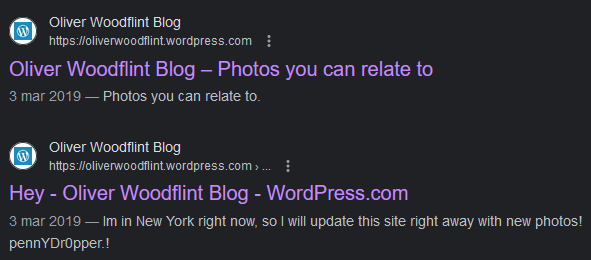 Oliver Woodflint Blog
https://oliverwoodflint.wordpress.com
Oliver Woodflint Blog – Photos you can relate to
3 mar 2019 — Photos you can relate to.
Oliver Woodflint Blog
https://oliverwoodflint.wordpress.com › ...
Hey - Oliver Woodflint Blog - WordPress.com
3 mar 2019 — Im in New York right now, so I will update this site right away with new photos!
pennYDr0pper.!